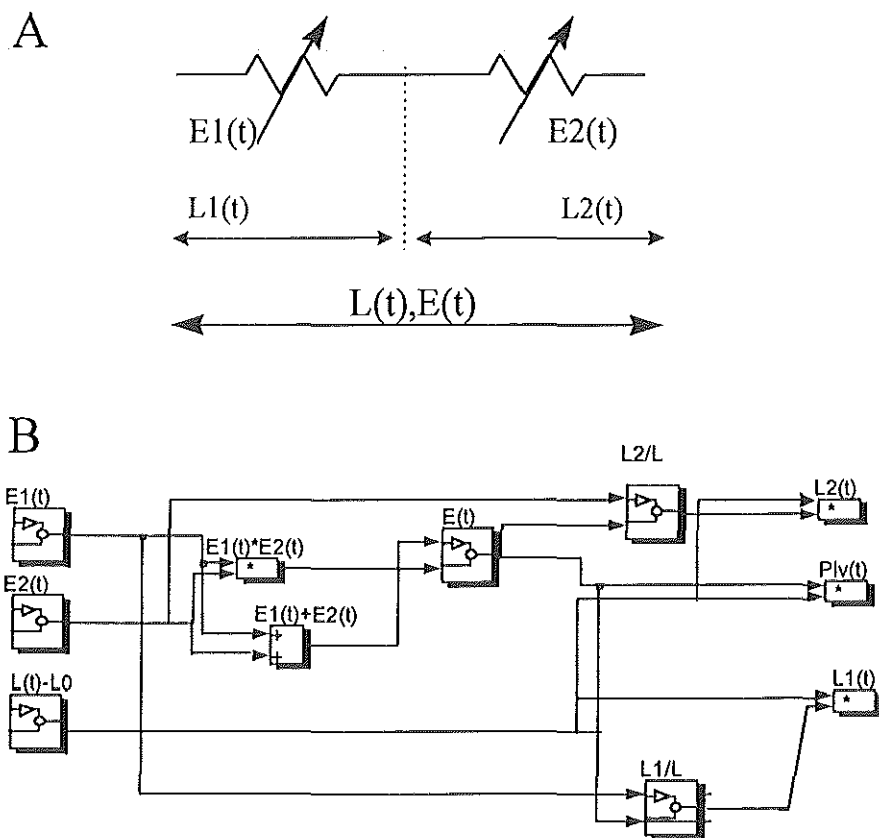 A
E1(t) E2(t)
L1(t) L2(t)
L(t),E(t)
B
L2/L
E1(t) L2(t)
E(t)
E1(t)*E2(t) *
*
E2(t) Plv(t)
*
E1(t)+E2(t)
+
+
L(t)-L0 L1(t)
*
L1/L